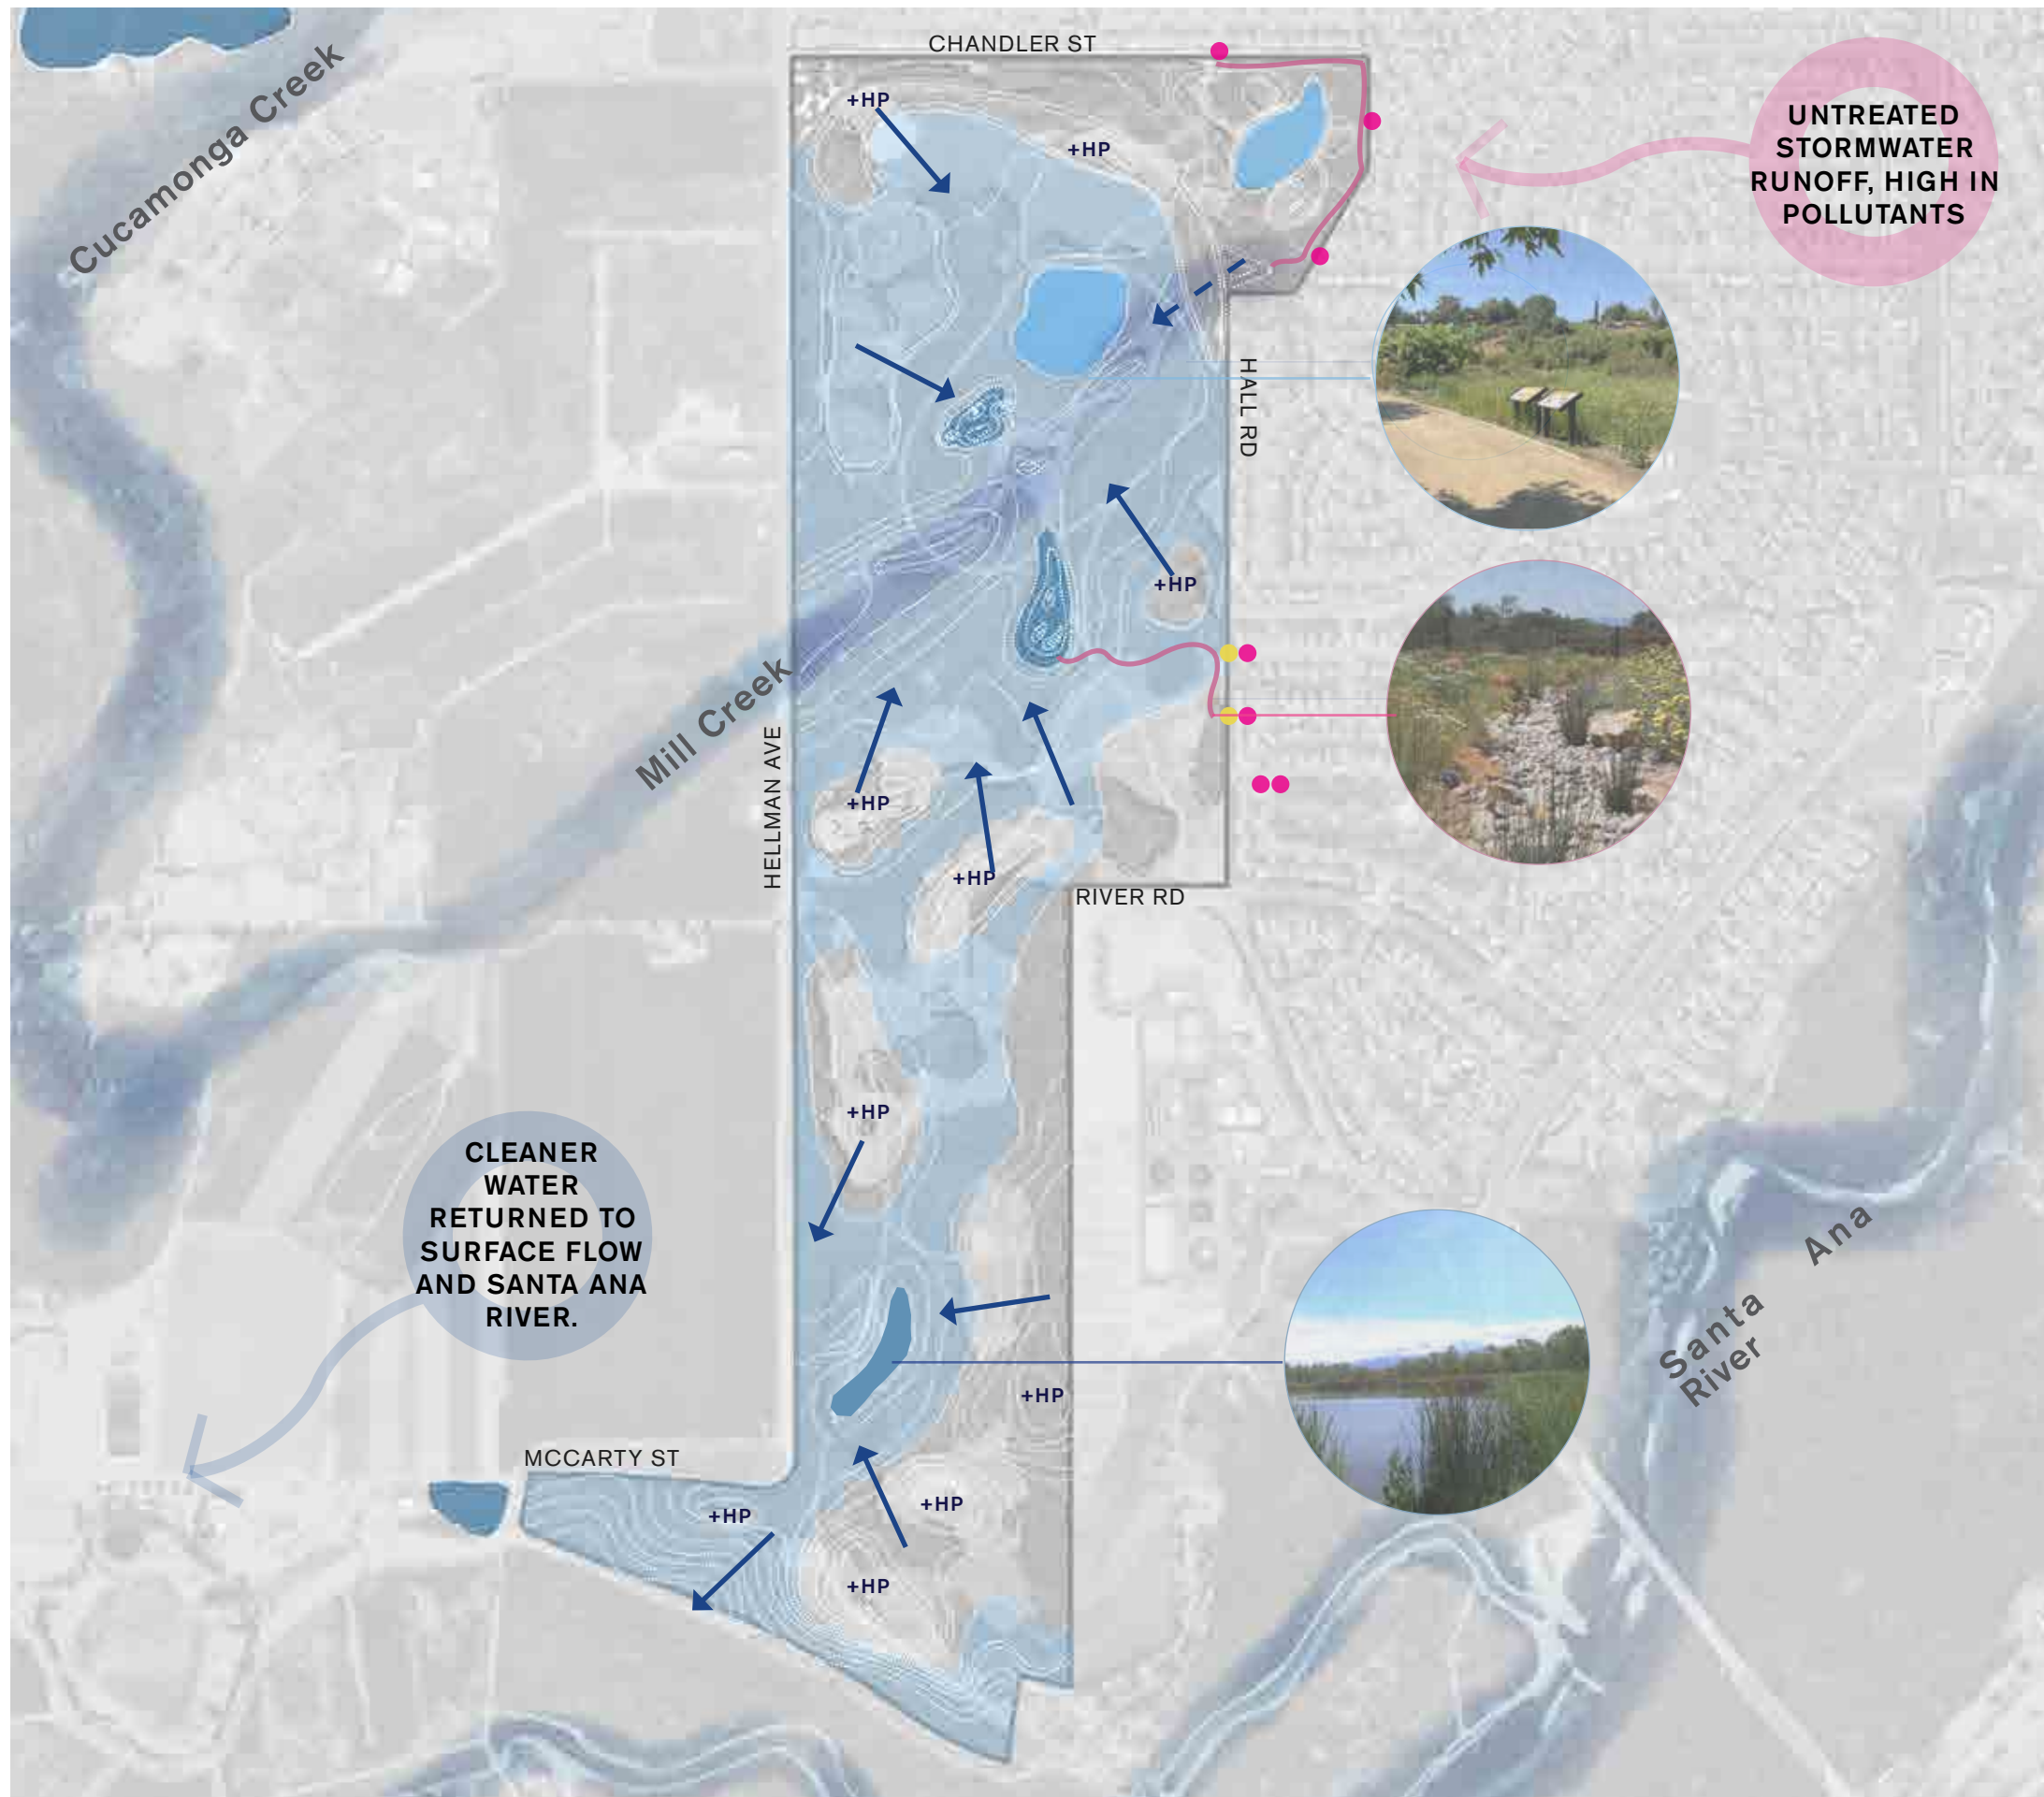 CHANDLER ST
Cucamonga Creek
+HP
+HP
UNTREATED
STORMWATER
RUNOFF, HIGH IN
POLLUTANTS
HALL RD
+HP
Mill Creek
HELLMAN AVE
+HP
+HP
RIVER RD
+HP
CLEANER
WATER
RETURNED TO
SURFACE FLOW
AND SANTA ANA
RIVER.
Santa Ana
River
+HP
MCCARTY ST
+HP
+HP
+HP